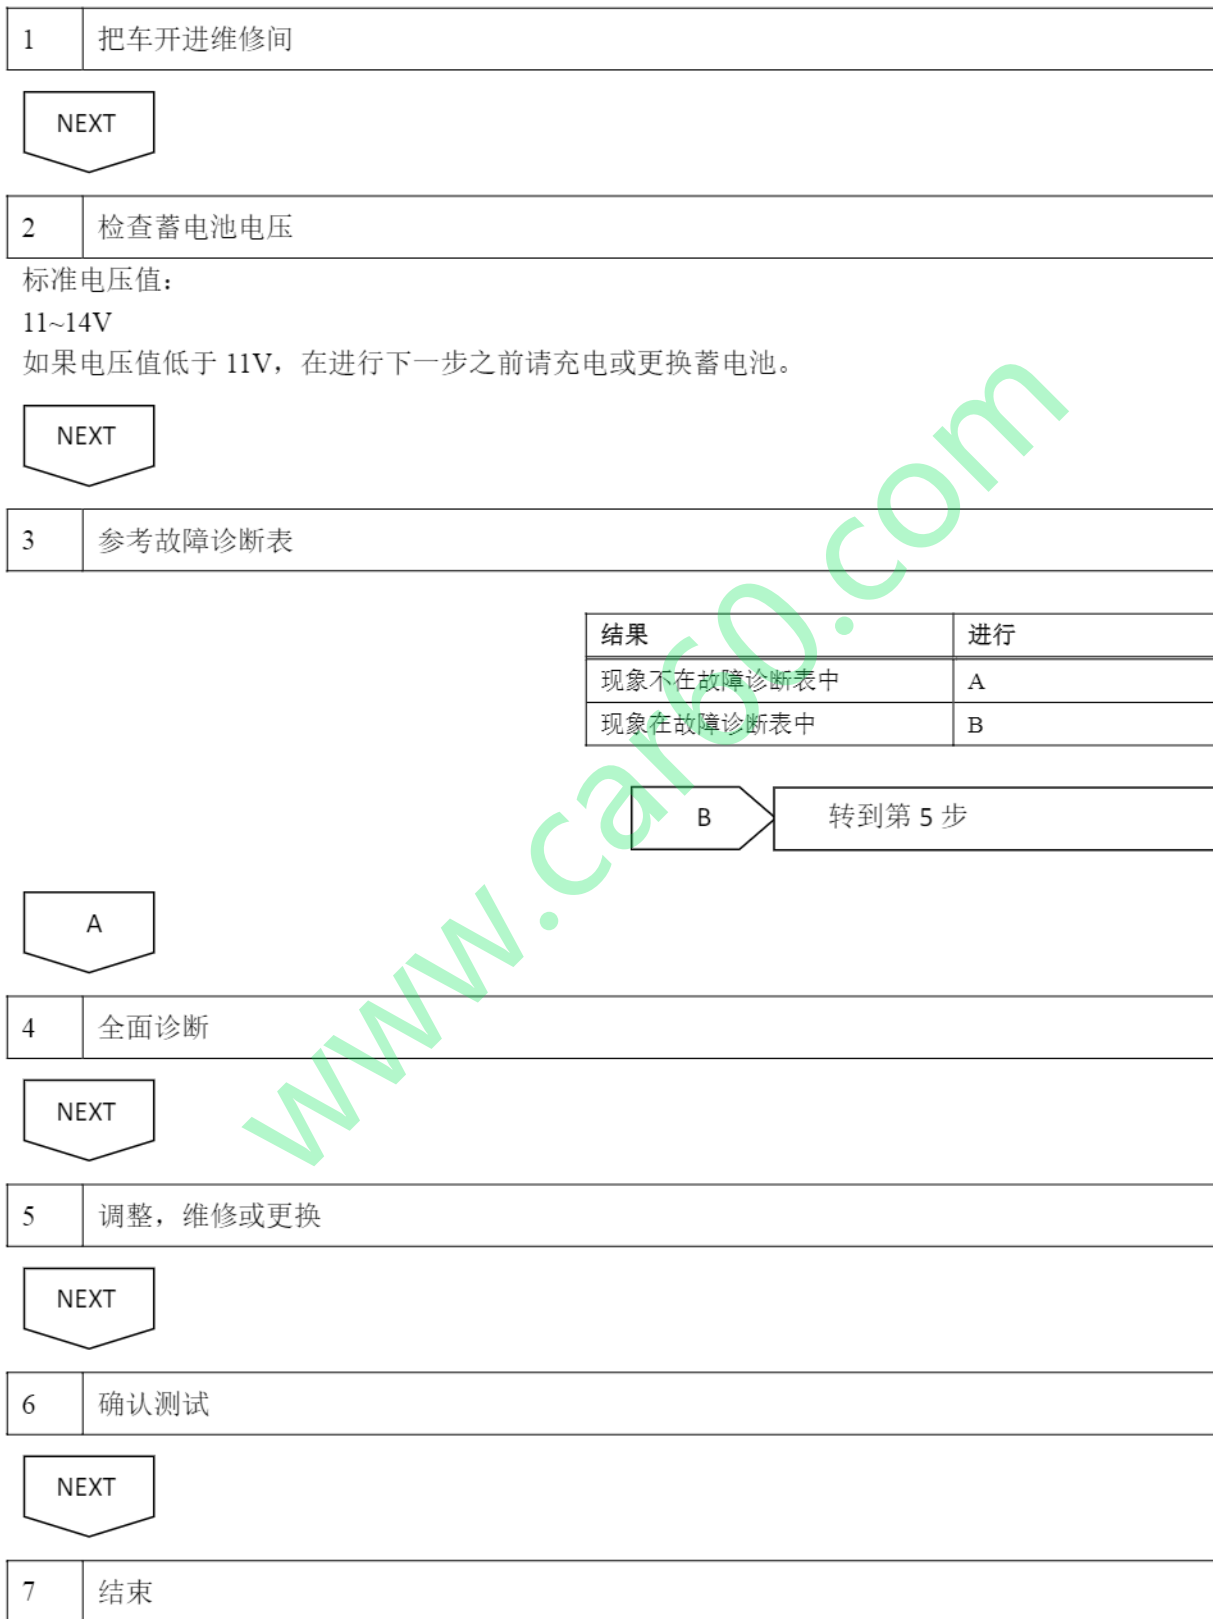 1 把车开进维修间
NEXT
2 检查蓄电池电压
标准电压值：
11~14V
如果电压值低于 11V，在进行下一步之前请充电或更换蓄电池。
NEXT
3 参考故障诊断表
结果 进行
现象不在故障诊断表中 A
现象在故障诊断表中 B
B 转到第 5 步
A
4 全面诊断
NEXT
5 调整，维修或更换
NEXT
6 确认测试
NEXT
7 结束
www.car60.com